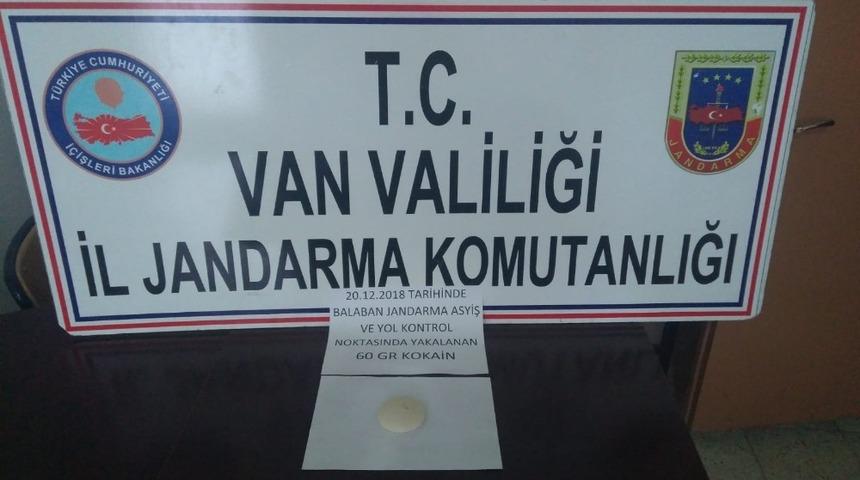 TÜRKİYE CUMHURİYETİ
İÇİŞLERİ BAKANLIĞI
T.C.
VAN VALİLİĞİ
İL JANDARMA KOMUTANLIĞI
JANDARMA
20.12.2018 TARİHİNDE
BALABAN JANDARMA ASYİŞ
VE YOL KONTROL
NOKTASINDA YAKALANAN
60 GR KOKAİN